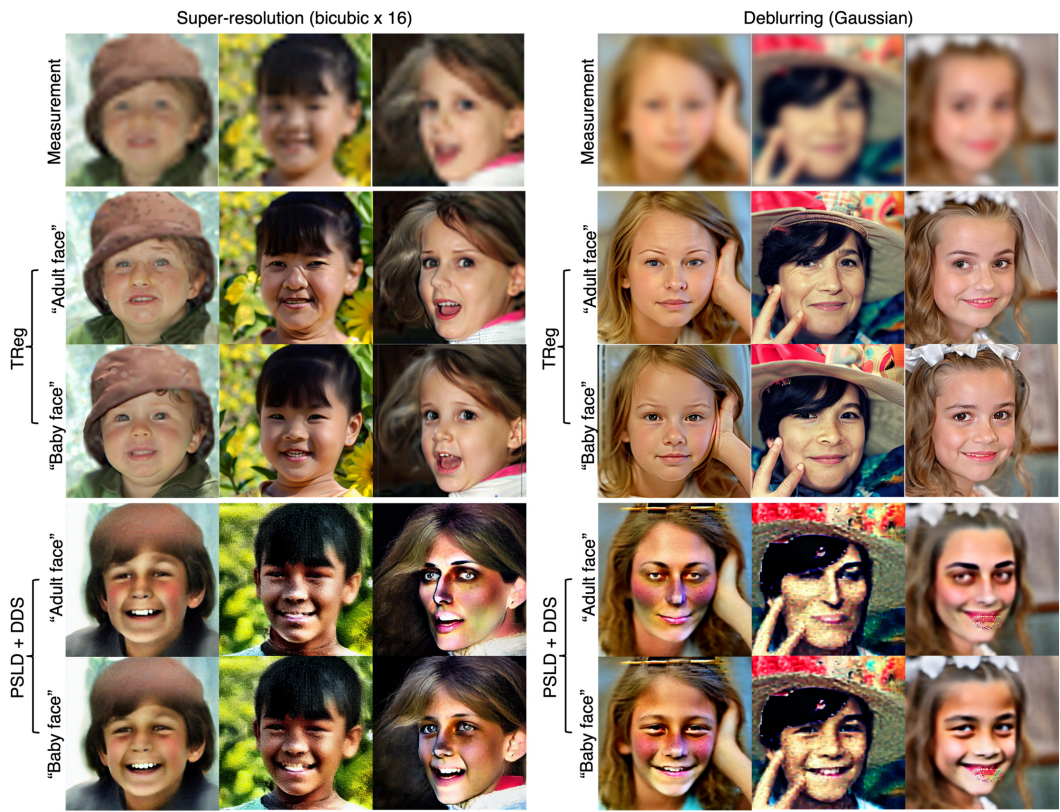 Super-resolution (bicubic x 16)
Deblurring (Gaussian)
Measurement
Measurement
TReg
“Adult face”
“Baby face”
TReg
“Adult face”
“Baby face”
PSLD + DDS
“Adult face”
“Baby face”
PSLD + DDS
“Adult face”
“Baby face”